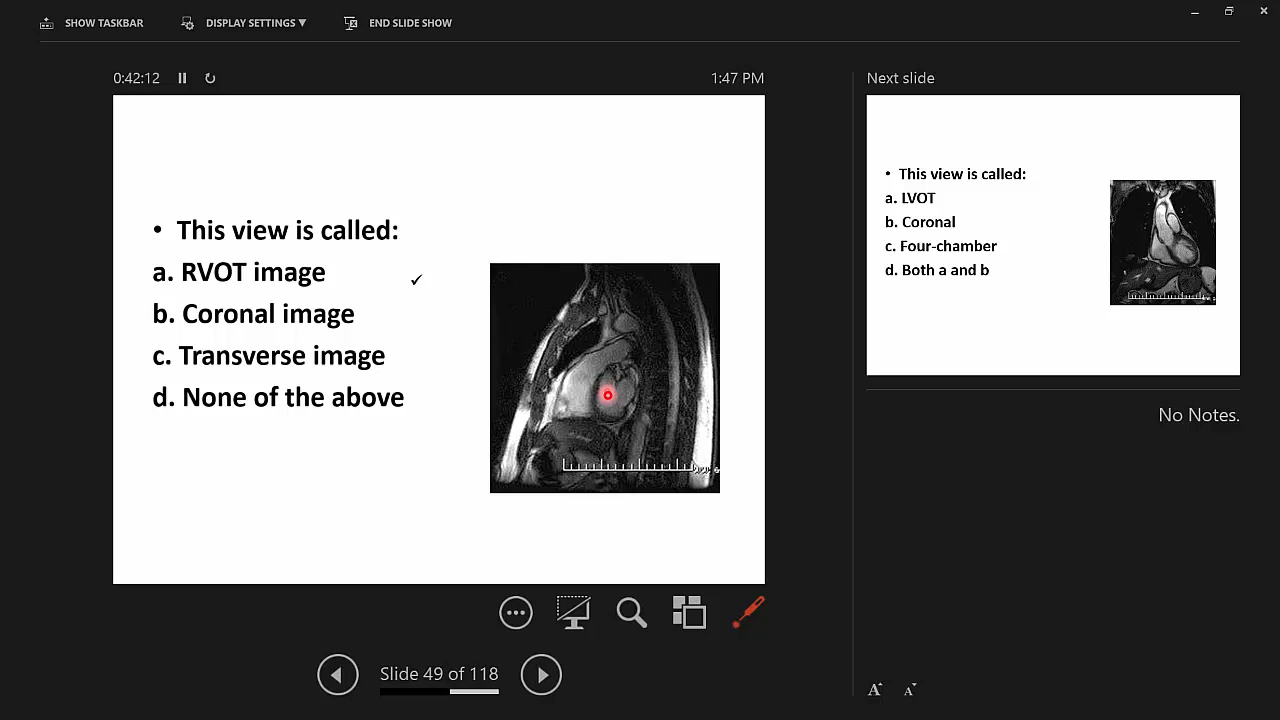 SHOW TASKBAR
DISPLAY SETTINGS ▼
END SLIDE SHOW
0:42:12
1:47 PM
• This view is called:
a. RVOT image ✓
b. Coronal image
c. Transverse image
d. None of the above
Slide 49 of 118
Next slide
• This view is called:
a. LVOT
b. Coronal
c. Four-chamber
d. Both a and b
No Notes.
A A